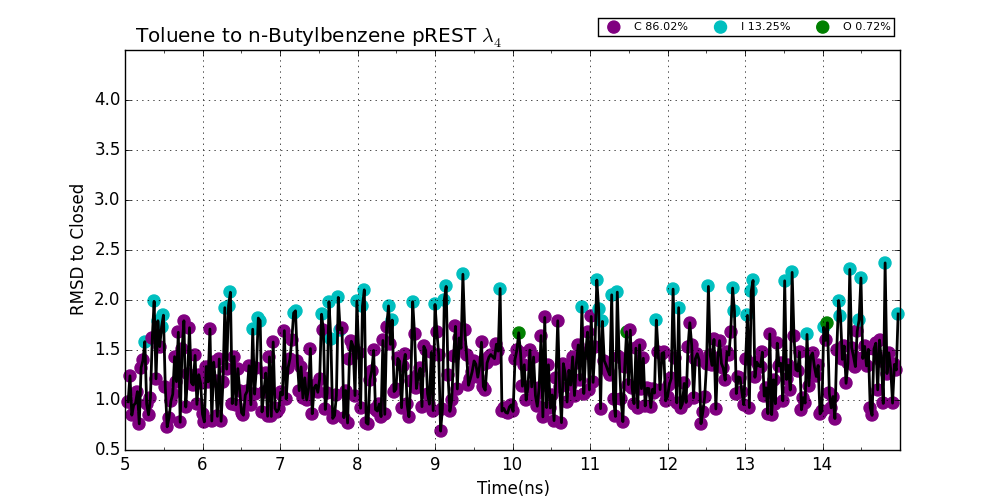 Toluene to n-Butylbenzene pREST λ₄
C 86.02% I 13.25% O 0.72%
RMSD to Closed
4.0
3.5
3.0
2.5
2.0
1.5
1.0
0.5
5 6 7 8 9 10 11 12 13 14
Time(ns)